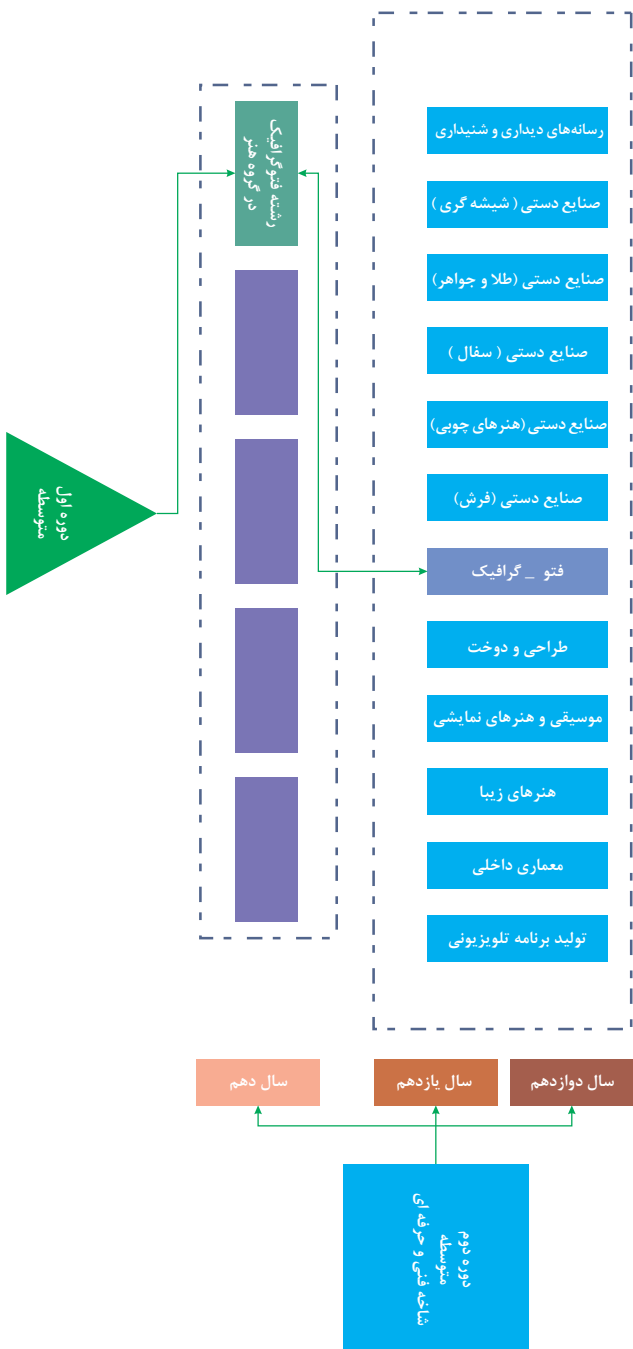 رسانه‌های دیداری و شنیداری
صنایع دستی ( شیشه گری )
صنایع دستی (طلا و جواهر)
صنایع دستی ( سفال )
صنایع دستی (هنرهای چوبی)
صنایع دستی (فرش)
فتو _ گرافیک
طراحی و دوخت
موسیقی و هنرهای نمایشی
هنرهای زیبا
معماری داخلی
تولید برنامه تلویزیونی
رشته فتوگرافیک
در گروه هنر
دوره اول
متوسطه
سال دوازدهم
سال یازدهم
سال دهم
دوره دوم
متوسطه
شاخه فنی و حرفه ای